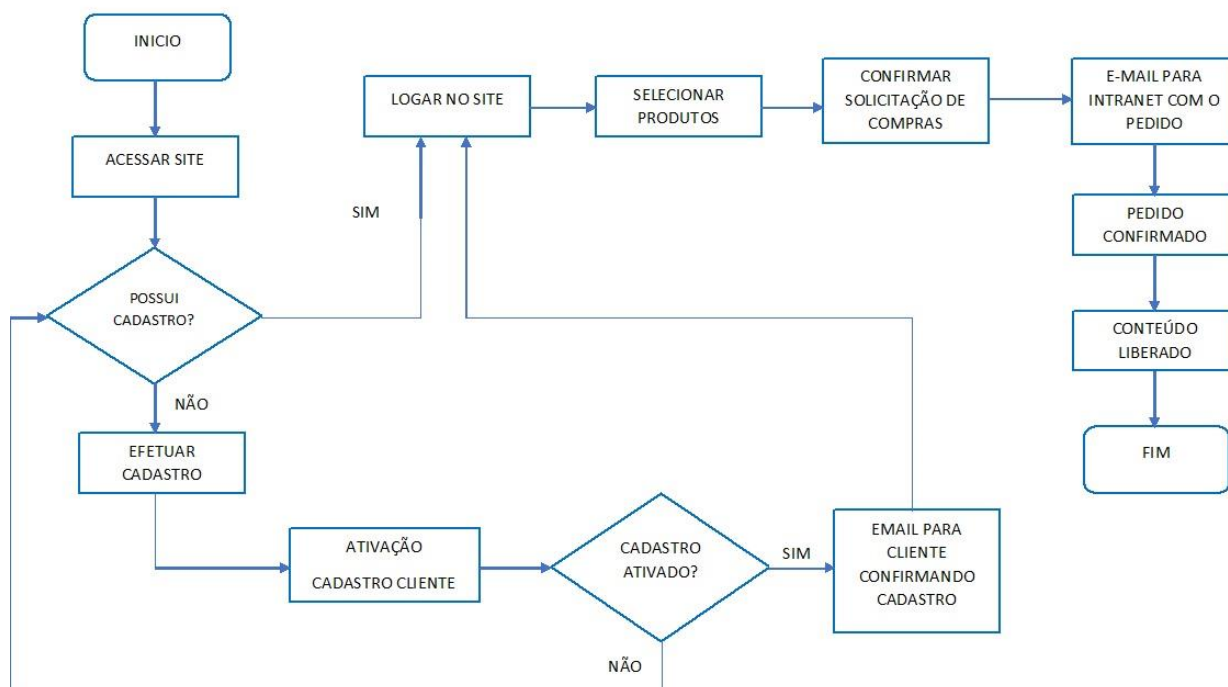 INICIO
ACESSAR SITE
POSSUI
CADASTRO?
SIM
NÃO
EFETUAR
CADASTRO
ATIVAÇÃO
CADASTRO CLIENTE
CADASTRO
ATIVADO?
SIM
NÃO
EMAIL PARA
CLIENTE
CONFIRMANDO
CADASTRO
LOGAR NO SITE
SELECIONAR
PRODUTOS
CONFIRMAR
SOLICITAÇÃO DE
COMPRAS
E-MAIL PARA
INTRANET COM O
PEDIDO
PEDIDO
CONFIRMADO
CONTEÚDO
LIBERADO
FIM